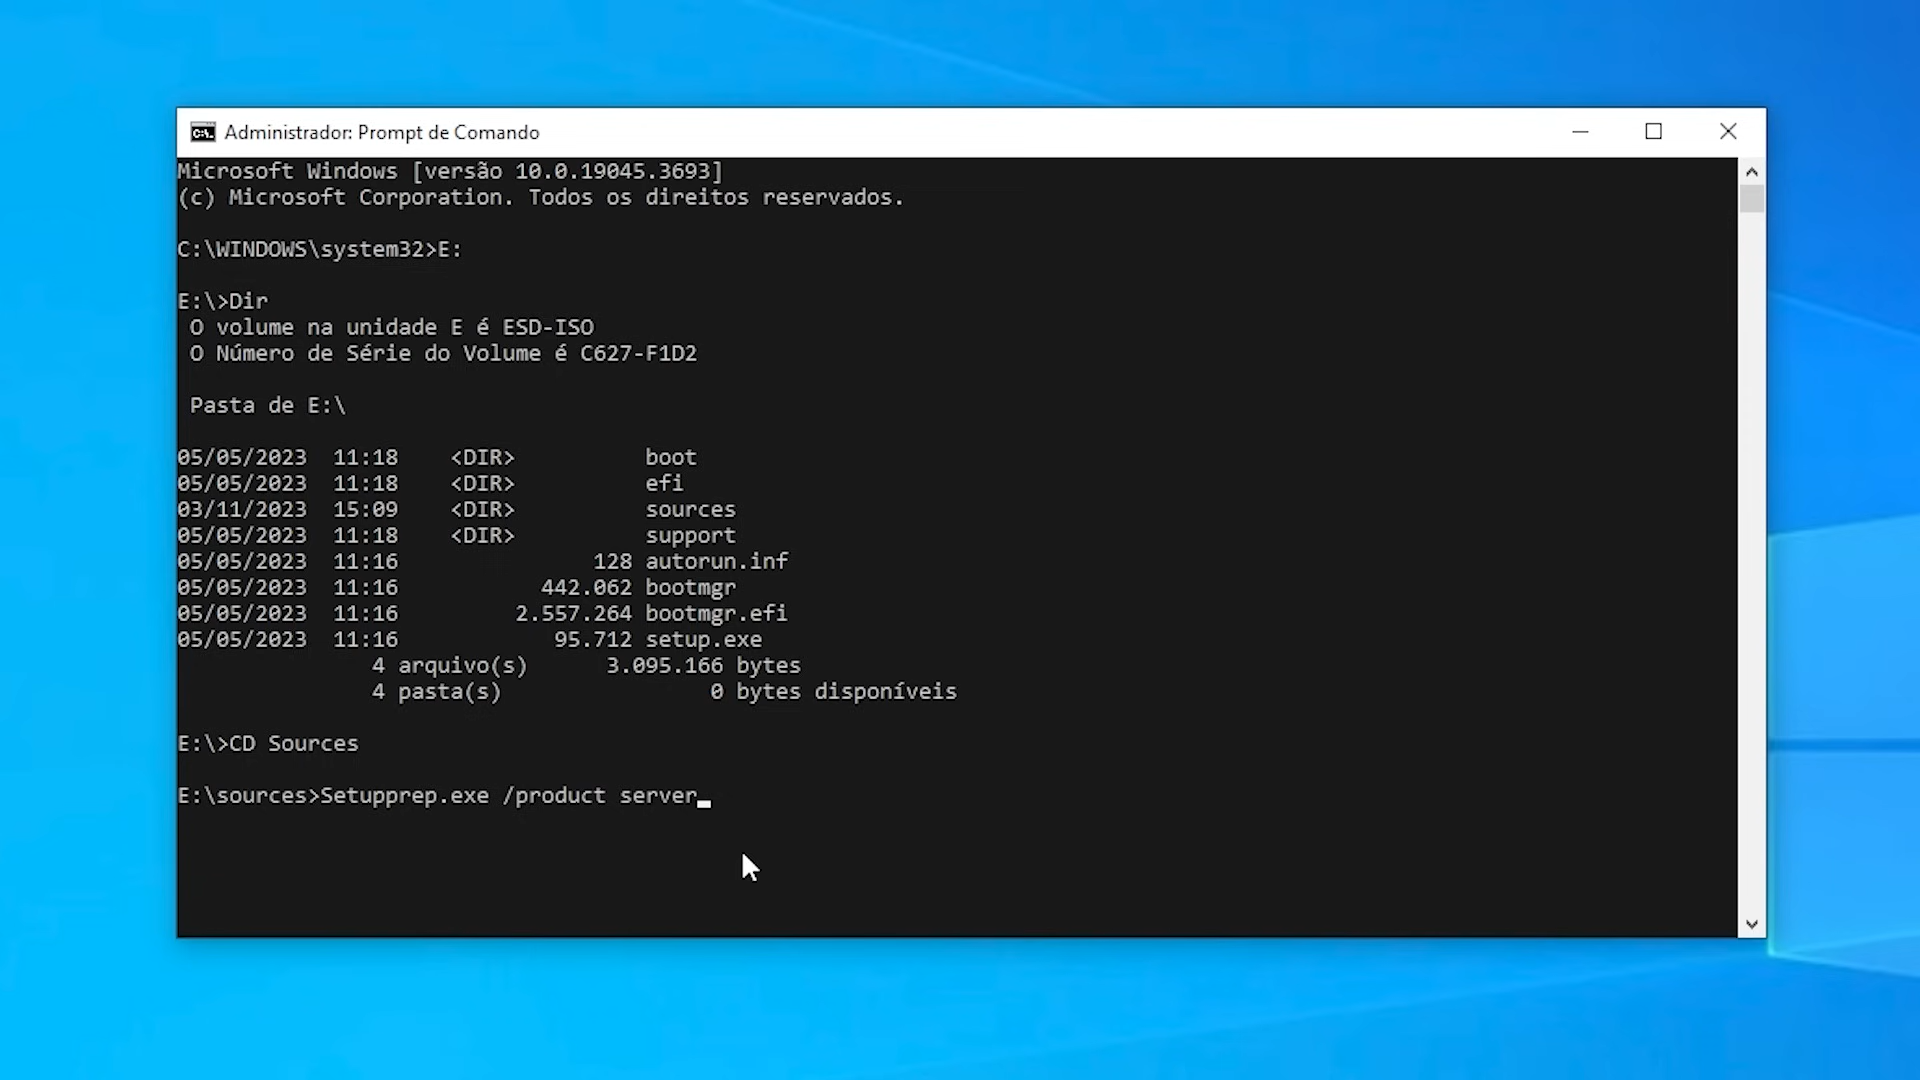 Administrador: Prompt de Comando
Microsoft Windows [versão 10.0.19045.3693]
(c) Microsoft Corporation. Todos os direitos reservados.
C:\WINDOWS\system32>E:
E:\>Dir
O volume na unidade E é ESD-ISO
O Número de Série do Volume é C627-F1D2
Pasta de E:\
05/05/2023  11:18    <DIR>          boot
05/05/2023  11:18    <DIR>          efi
03/11/2023  15:09    <DIR>          sources
05/05/2023  11:18    <DIR>          support
05/05/2023  11:16               128 autorun.inf
05/05/2023  11:16           442.062 bootmgr
05/05/2023  11:16         2.557.264 bootmgr.efi
05/05/2023  11:16            95.712 setup.exe
4 arquivo(s)      3.095.166 bytes
4 pasta(s)                0 bytes disponíveis
E:\>CD Sources
E:\sources>Setupprep.exe /product server